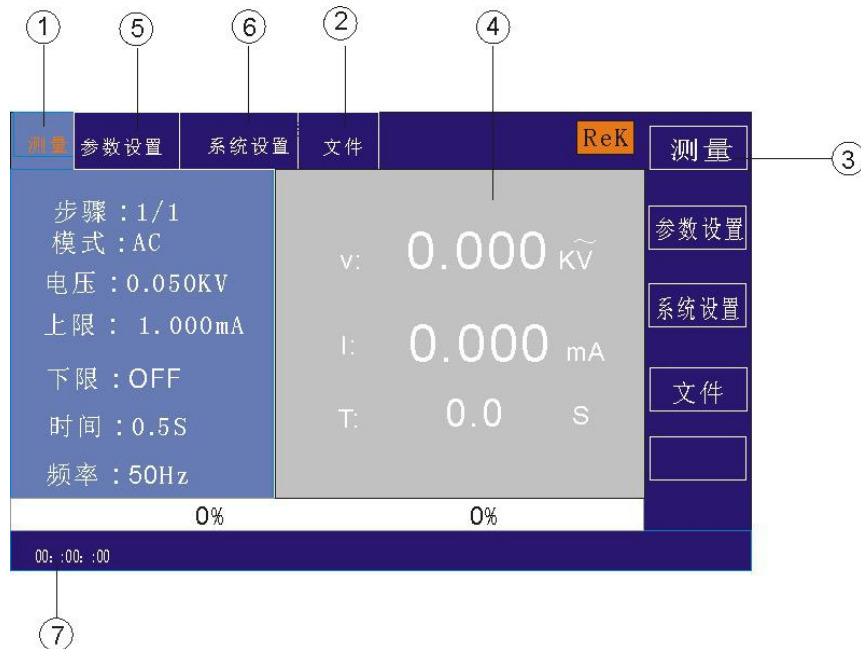 ① ⑤ ⑥ ② ④
测量 参数设置 系统设置 文件 ReK
测量 ③
步骤:1/1
模式:AC
电压:0.050KV
上限: 1.000mA
下限:OFF
时间:0.5S
频率:50Hz
v: 0.000 KV
I: 0.000 mA
T: 0.0 S
参数设置
系统设置
文件
0% 0%
00: :00: :00
⑦